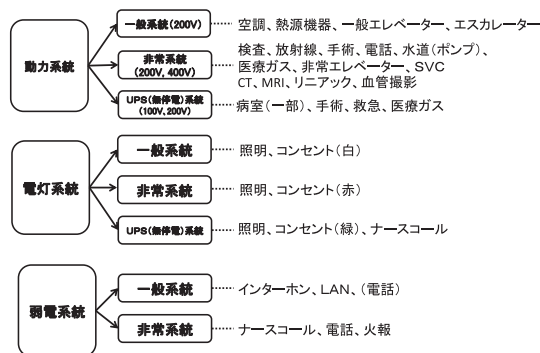 動力系統
一般系統(200V)
空調、熱源機器、一般エレベーター、エスカレーター
非常系統
(200V, 400V)
検査、放射線、手術、電話、水道(ポンプ)、
医療ガス、非常エレベーター、SVC
CT、MRI、リニアック、血管撮影
UPS(無停電)系統
(100V, 200V)
病室(一部)、手術、救急、医療ガス
電灯系統
一般系統
照明、コンセント(白)
非常系統
照明、コンセント(赤)
UPS(無停電)系統
照明、コンセント(緑)、ナースコール
弱電系統
一般系統
インターホン、LAN、(電話)
非常系統
ナースコール、電話、火報